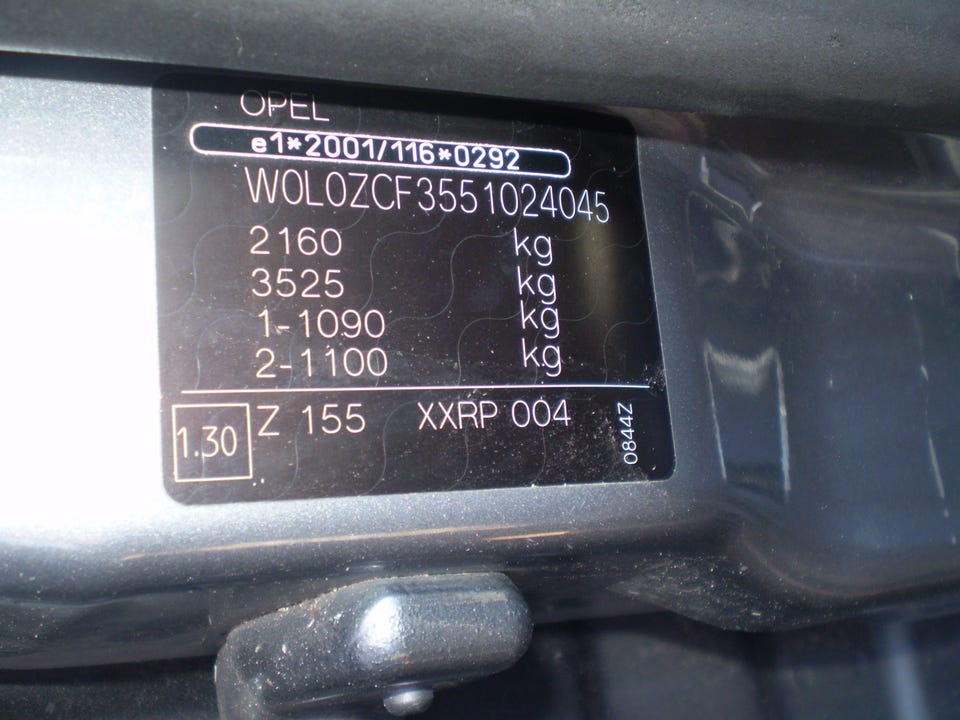 OPEL
e1*2001/116*0292
W0L0ZCF3551024045
2160 kg
3525 kg
1-1090 kg
2-1100 kg
1.30 Z 155 XXRP 004
0844Z